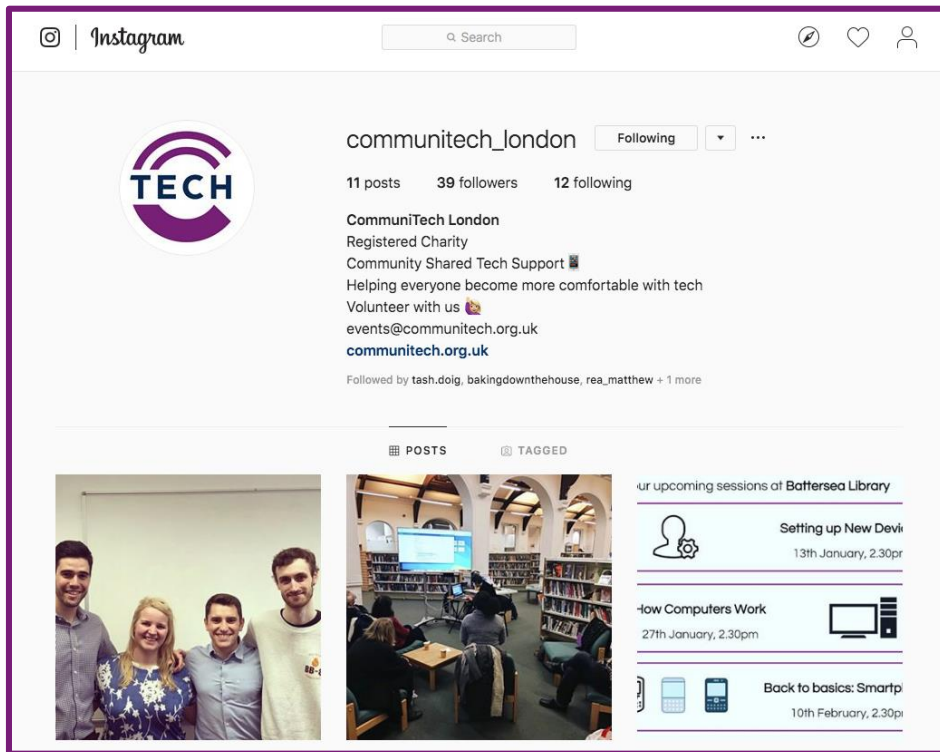 Instagram
Search
communitech_london Following
11 posts 39 followers 12 following
TECH
CommuniTech London
Registered Charity
Community Shared Tech Support
Helping everyone become more comfortable with tech
Volunteer with us
events@communitech.org.uk
communitech.org.uk
Followed by tash.doig, bakingdownthehouse, rea_matthew + 1 more
POSTS TAGGED
ur upcoming sessions at Battersea Library
Setting up New Devi
13th January, 2.30p
How Computers Work
27th January, 2.30pm
Back to basics: Smartp
10th February, 2.30p